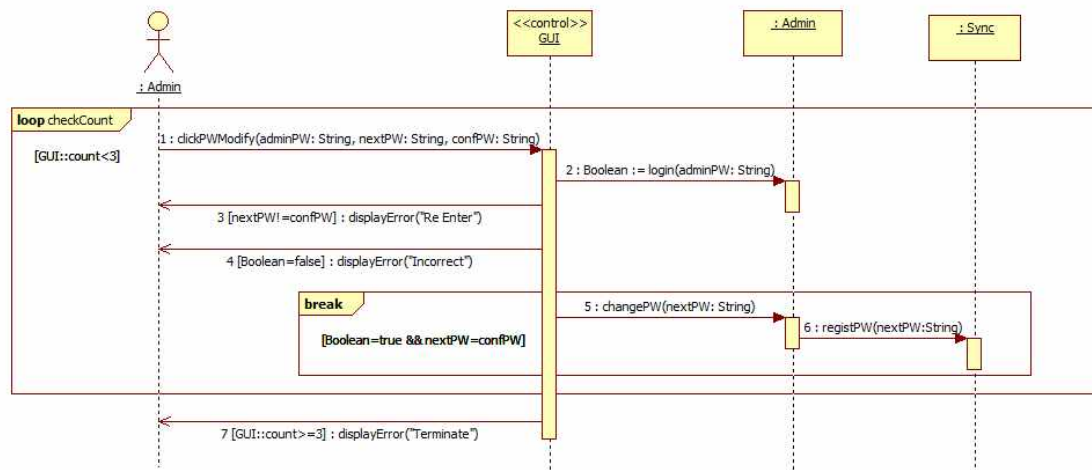 <<control>>
GUI
: Admin
: Sync
: Admin
loop checkCount
[GUI::count<3]
1 : clickPWModify(adminPW: String, nextPW: String, confPW: String)
2 : Boolean := login(adminPW: String)
3 [nextPW!=confPW] : displayError("Re Enter")
4 [Boolean=false] : displayError("Incorrect")
break
[Boolean=true && nextPW=confPW]
5 : changePW(nextPW: String)
6 : registPW(nextPW:String)
7 [GUI::count>=3] : displayError("Terminate")